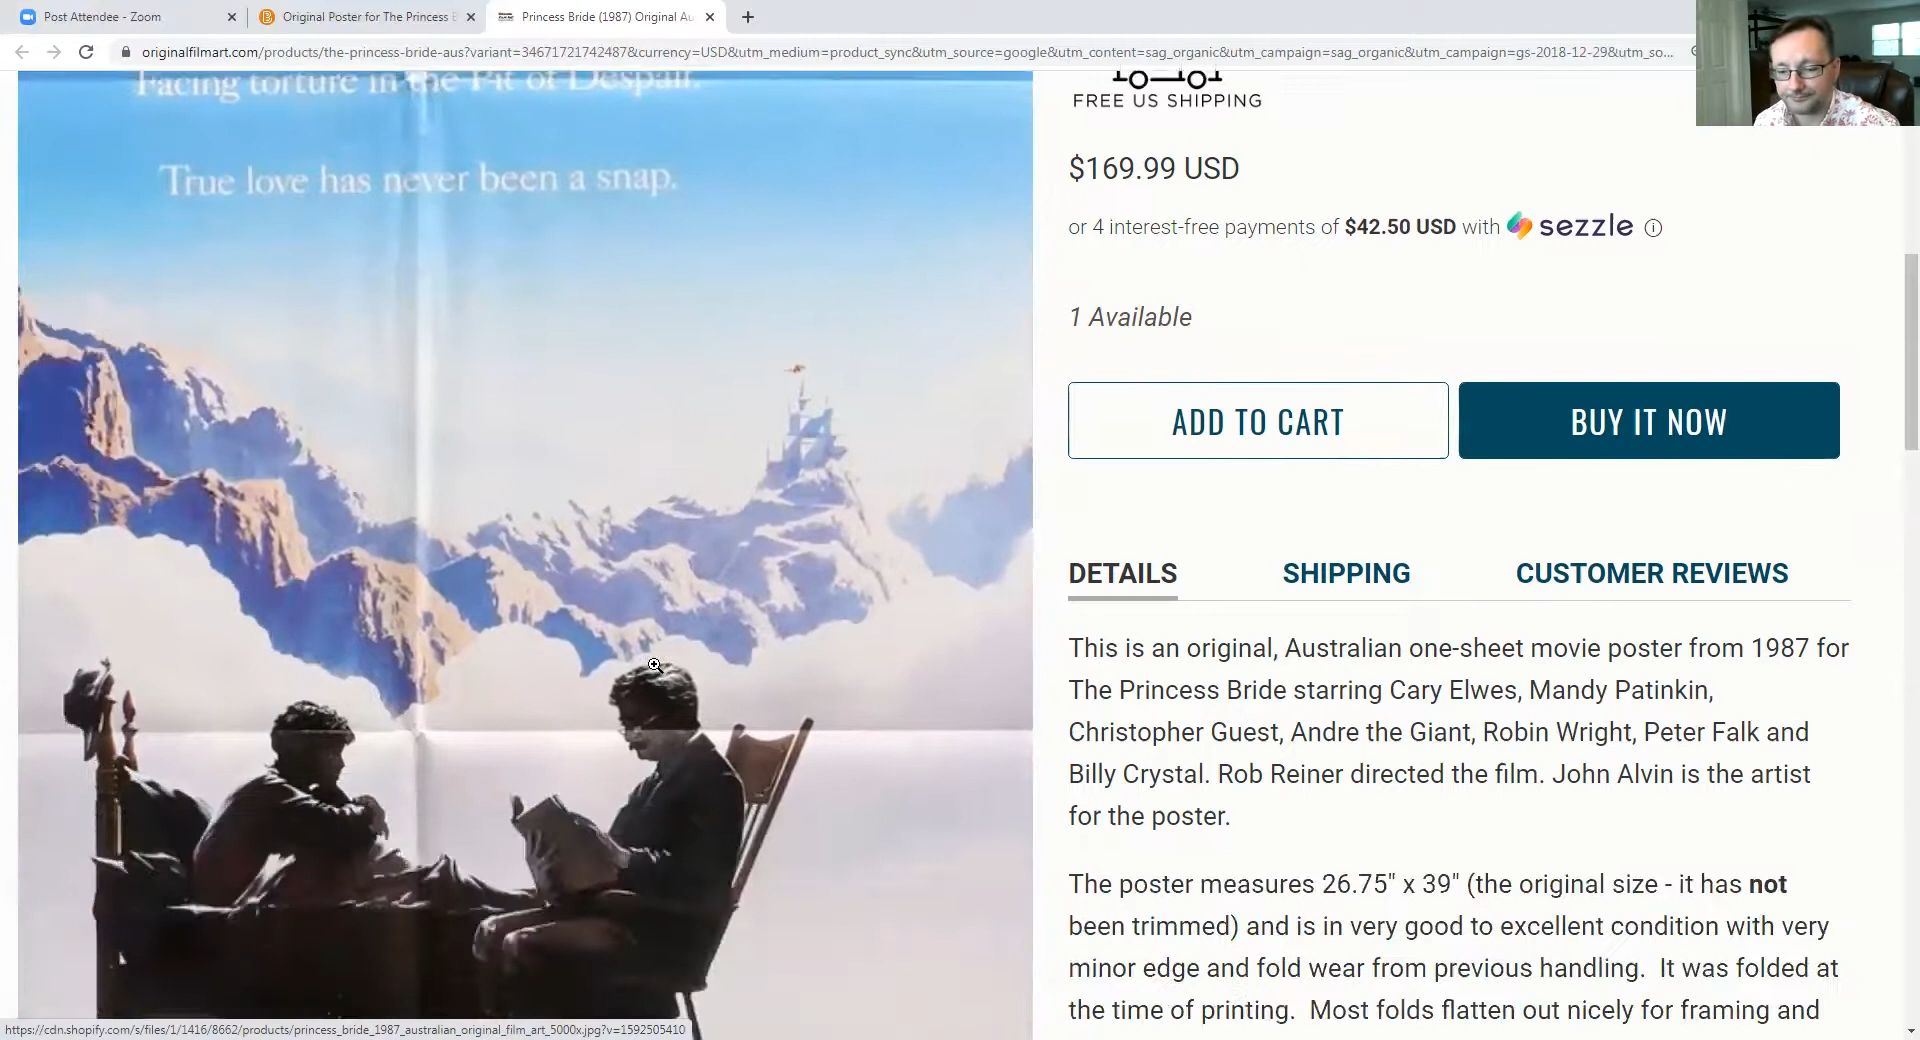 Post Attendee - Zoom
Original Poster for The Princess B
Princess Bride (1987) Original Au
originalfilmart.com/products/the-princess-bride-aus?variant=34671721742487&currency=USD&utm_medium=product_sync&utm_source=google&utm_content=sag_organic&utm_campaign=sag_organic&utm_campaign=gs-2018-12-29&utm_so...
Facing torture in the Pit of Despair.
True love has never been a snap.
FREE US SHIPPING
$169.99 USD
or 4 interest-free payments of $42.50 USD with sezzle
1 Available
ADD TO CART
BUY IT NOW
DETAILS
SHIPPING
CUSTOMER REVIEWS
This is an original, Australian one-sheet movie poster from 1987 for
The Princess Bride starring Cary Elwes, Mandy Patinkin,
Christopher Guest, Andre the Giant, Robin Wright, Peter Falk and
Billy Crystal. Rob Reiner directed the film. John Alvin is the artist
for the poster.
The poster measures 26.75" x 39" (the original size - it has not
been trimmed) and is in very good to excellent condition with very
minor edge and fold wear from previous handling. It was folded at
the time of printing. Most folds flatten out nicely for framing and
https://cdn.shopify.com/s/files/1/1416/8662/products/princess_bride_1987_australian_original_film_art_5000x.jpg?v=1592505410